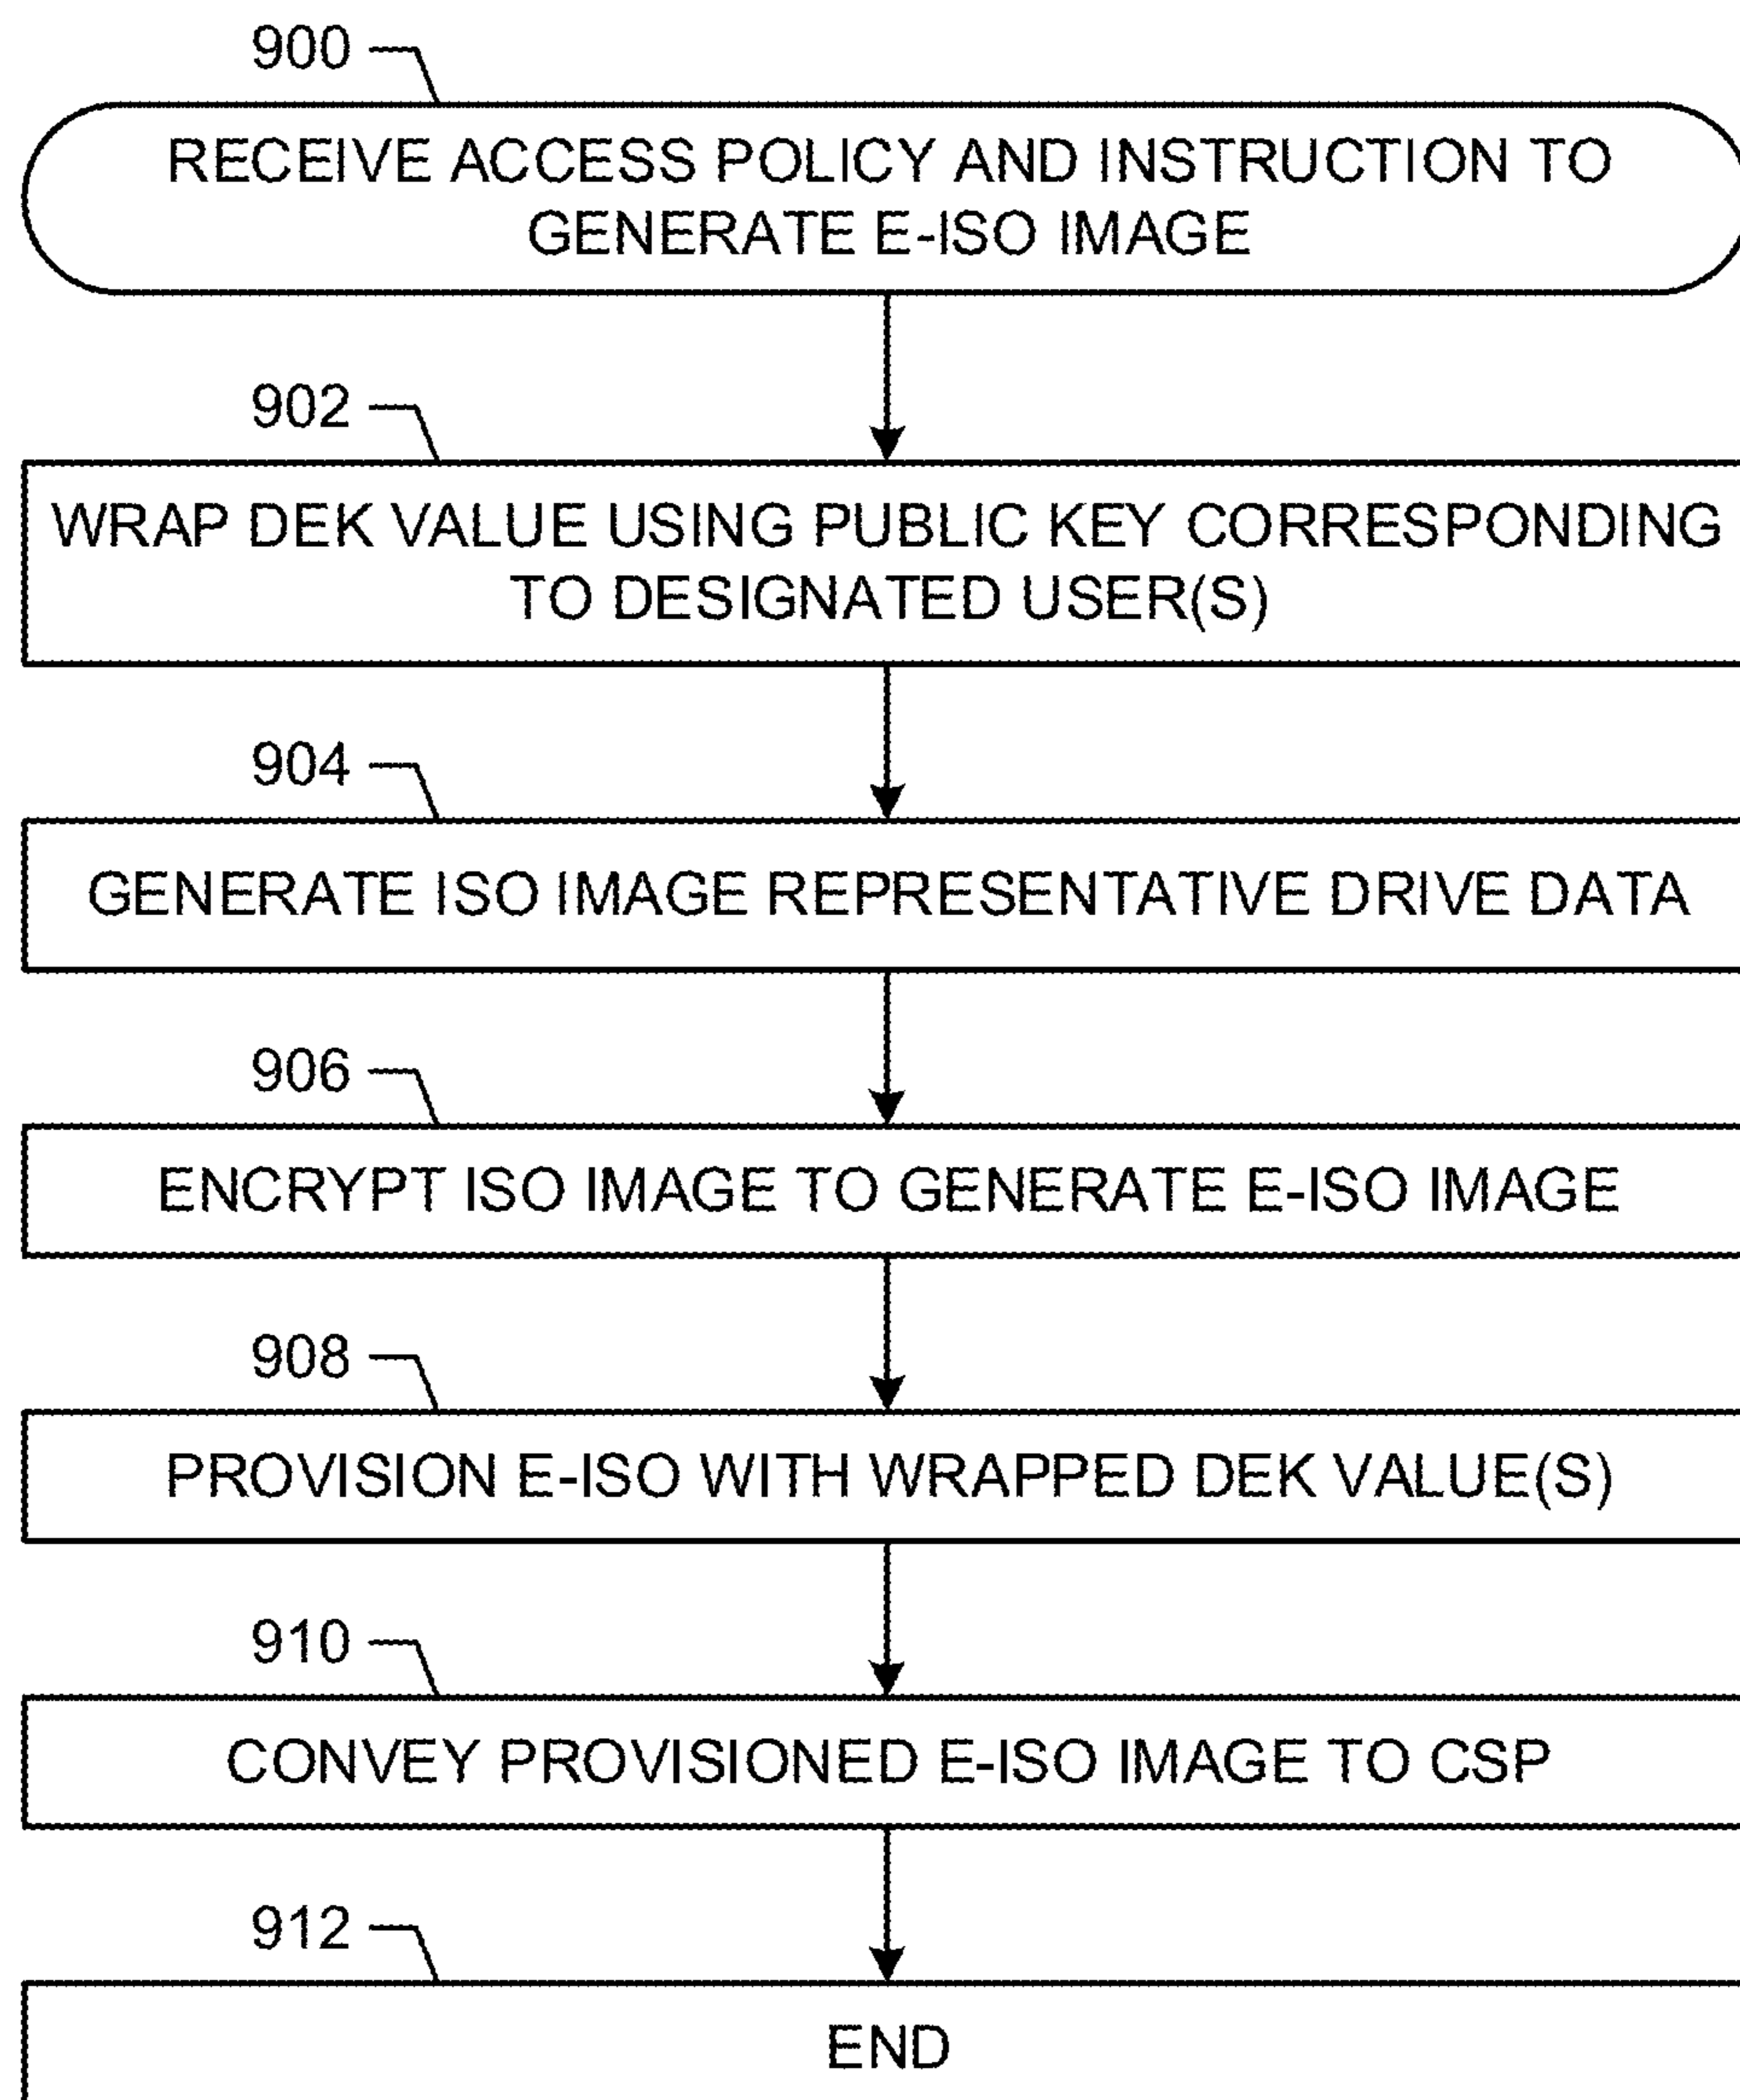 900
RECEIVE ACCESS POLICY AND INSTRUCTION TO
GENERATE E-ISO IMAGE
902
WRAP DEK VALUE USING PUBLIC KEY CORRESPONDING
TO DESIGNATED USER(S)
904
GENERATE ISO IMAGE REPRESENTATIVE DRIVE DATA
906
ENCRYPT ISO IMAGE TO GENERATE E-ISO IMAGE
908
PROVISION E-ISO WITH WRAPPED DEK VALUE(S)
910
CONVEY PROVISIONED E-ISO IMAGE TO CSP
912
END